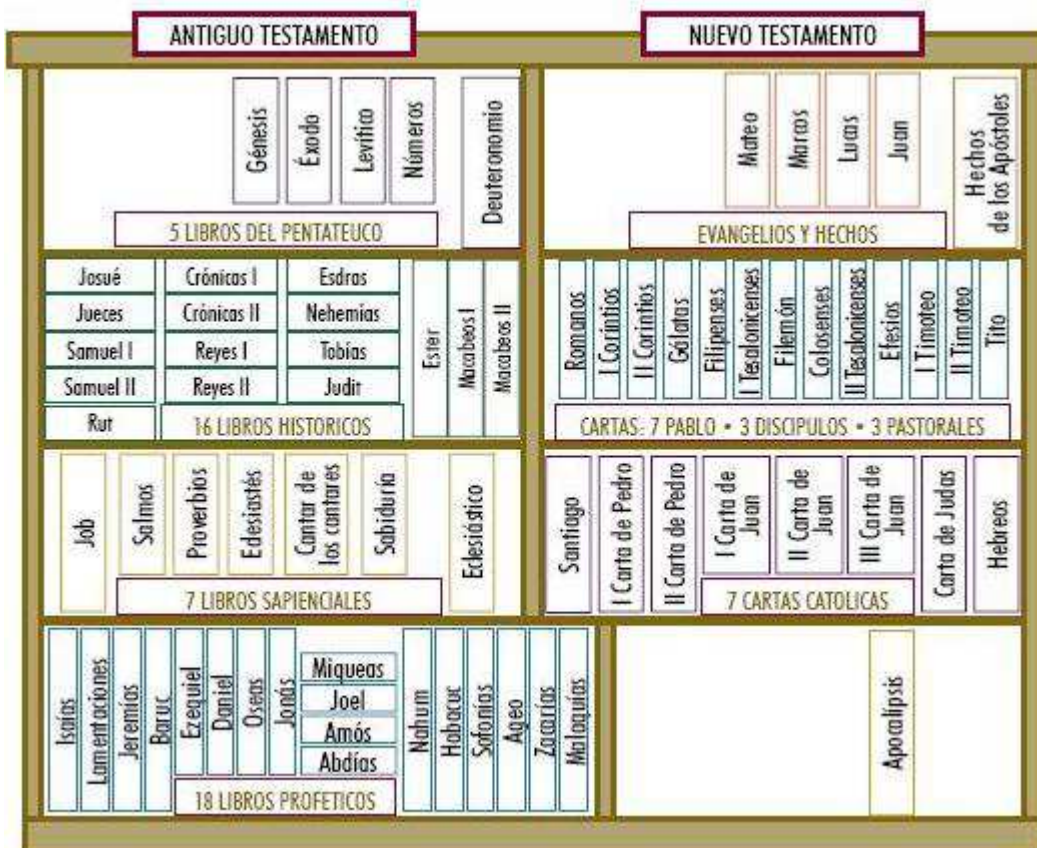 ANTIGUO TESTAMENTO
Génesis
Éxodo
Levítico
Números
Deuteronomio
5 LIBROS DEL PENTATEUCO
Josué
Jueces
Samuel I
Samuel II
Rut
Crónicas I
Crónicas II
Reyes I
Reyes II
Esdras
Nehemías
Tobías
Judit
Ester
Macabeos I
Macabeos II
16 LIBROS HISTORICOS
Job
Salmos
Proverbios
Edesiastés
Cantar de
los cantares
Sabiduría
Eclesiástico
7 LIBROS SAPIENCIALES
Isaías
Lamentaciones
Jeremías
Baruc
Ezequiel
Daniel
Oseas
Jonás
Miqueas
Joel
Amós
Abdías
Nahum
Habacuc
Sofonías
Ageo
Zacarías
Malaquías
18 LIBROS PROFETICOS
NUEVO TESTAMENTO
Mateo
Marcos
Lucas
Juan
Hechos
de los Apóstoles
EVANGELIOS Y HECHOS
Romanos
I Corintios
II Corintios
Gálatas
Filipenses
I Tesalonicenses
Filemón
Colosenses
II Tesalonicenses
Efesios
I Timoteo
II Timoteo
Tito
CARTAS: 7 PABLO • 3 DISCIPULOS • 3 PASTORALES
Santiago
I Carta de Pedro
II Carta de Pedro
I Carta de
Juan
II Carta de
Juan
III Carta de
Juan
Carta de Judas
Hebreos
7 CARTAS CATOLICAS
Apocalipsis